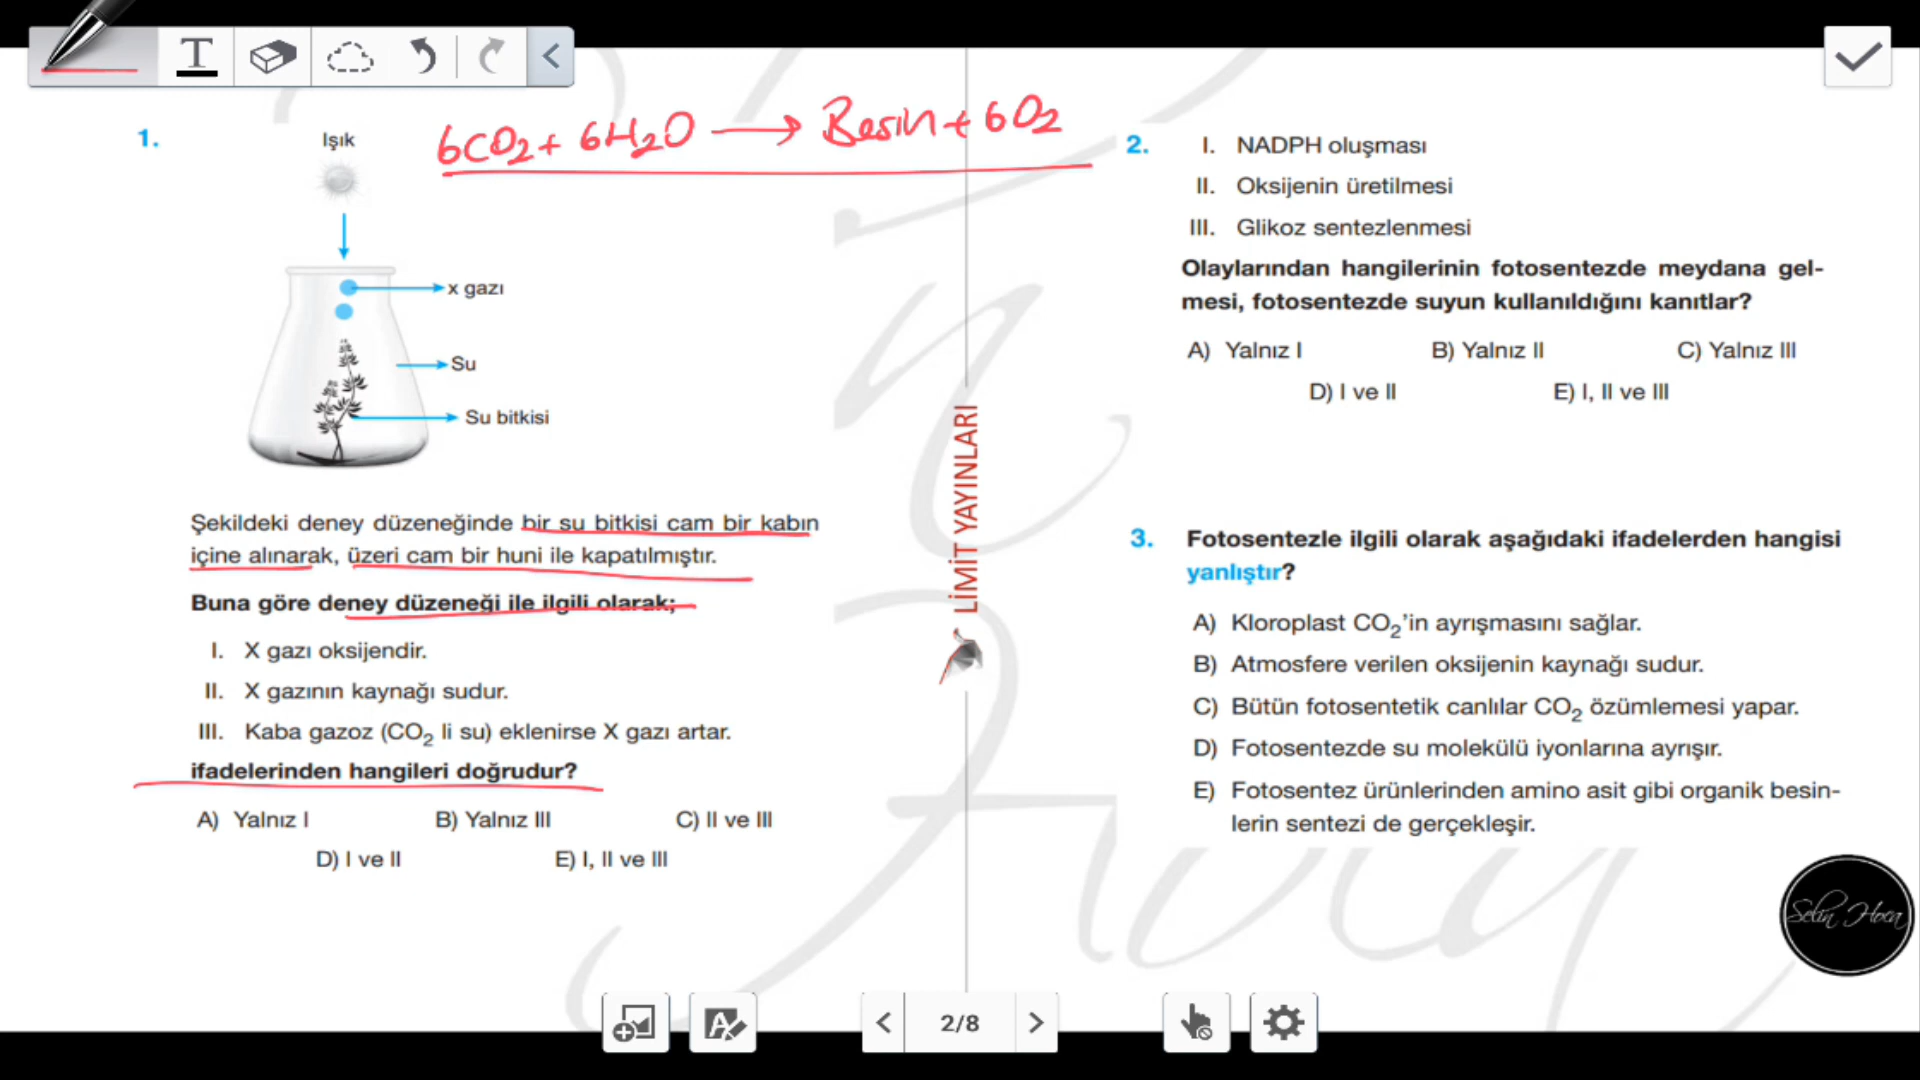 T
6CO2 + 6H2O → Besin + 6O2
1.
Işık
x gazı
Su
Su bitkisi
Şekildeki deney düzeneğinde bir su bitkisi cam bir kabın
içine alınarak, üzeri cam bir huni ile kapatılmıştır.
Buna göre deney düzeneği ile ilgili olarak;
I. X gazı oksijendir.
II. X gazının kaynağı sudur.
III. Kaba gazoz (CO2 li su) eklenirse X gazı artar.
ifadelerinden hangileri doğrudur?
A) Yalnız I B) Yalnız III C) II ve III
D) I ve II E) I, II ve III
LİMİT YAYINLARI
2. I. NADPH oluşması
II. Oksijenin üretilmesi
III. Glikoz sentezlenmesi
Olaylarından hangilerinin fotosentezde meydana gel-
mesi, fotosentezde suyun kullanıldığını kanıtlar?
A) Yalnız I B) Yalnız II C) Yalnız III
D) I ve II E) I, II ve III
3. Fotosentezle ilgili olarak aşağıdaki ifadelerden hangisi
yanlıştır?
A) Kloroplast CO2'in ayrışmasını sağlar.
B) Atmosfere verilen oksijenin kaynağı sudur.
C) Bütün fotosentetik canlılar CO2 özümlemesi yapar.
D) Fotosentezde su molekülü iyonlarına ayrışır.
E) Fotosentez ürünlerinden amino asit gibi organik besin-
lerin sentezi de gerçekleşir.
Selin Hoca
2/8